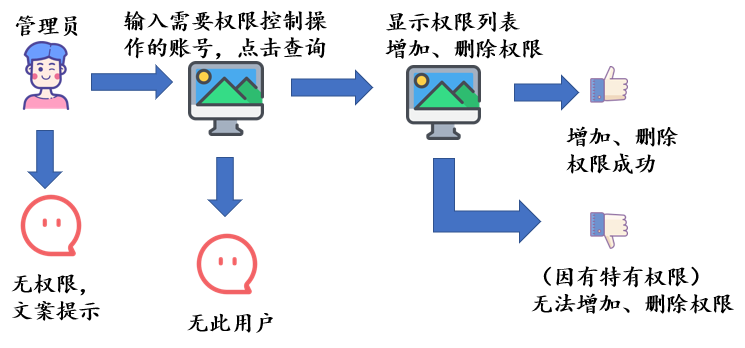 管理员
输入需要权限控制操
作的账号，点击查询
显示权限列表
增加、删除权限
增加、删除
权限成功
无权限，
文案提示
无此用户
（因有特有权限）
无法增加、删除权限